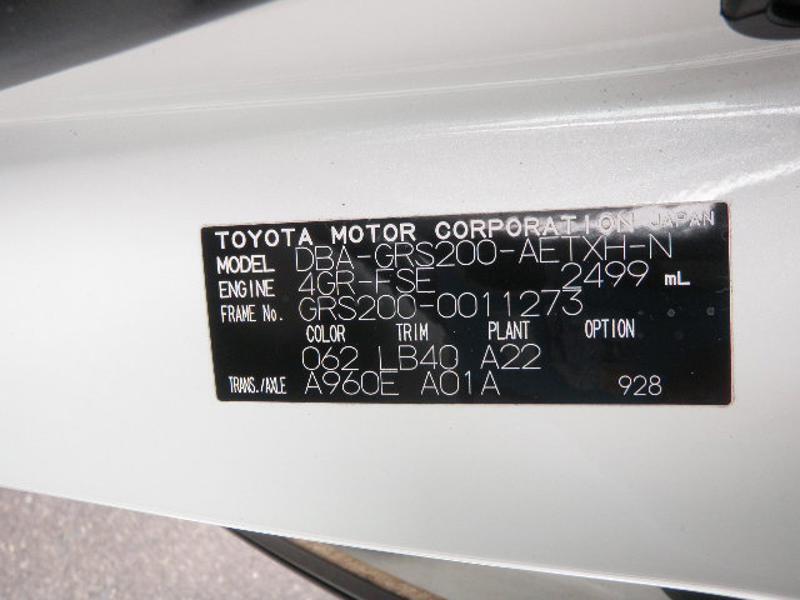 TOYOTA MOTOR CORPORATION JAPAN
MODEL DBA-GRS200-AETXH-N
ENGINE 4GR-FSE 2499 mL
FRAME No. GRS200-0011273
COLOR TRIM PLANT OPTION
062 LB40 A22
TRANS./AXLE A960E A01A 928